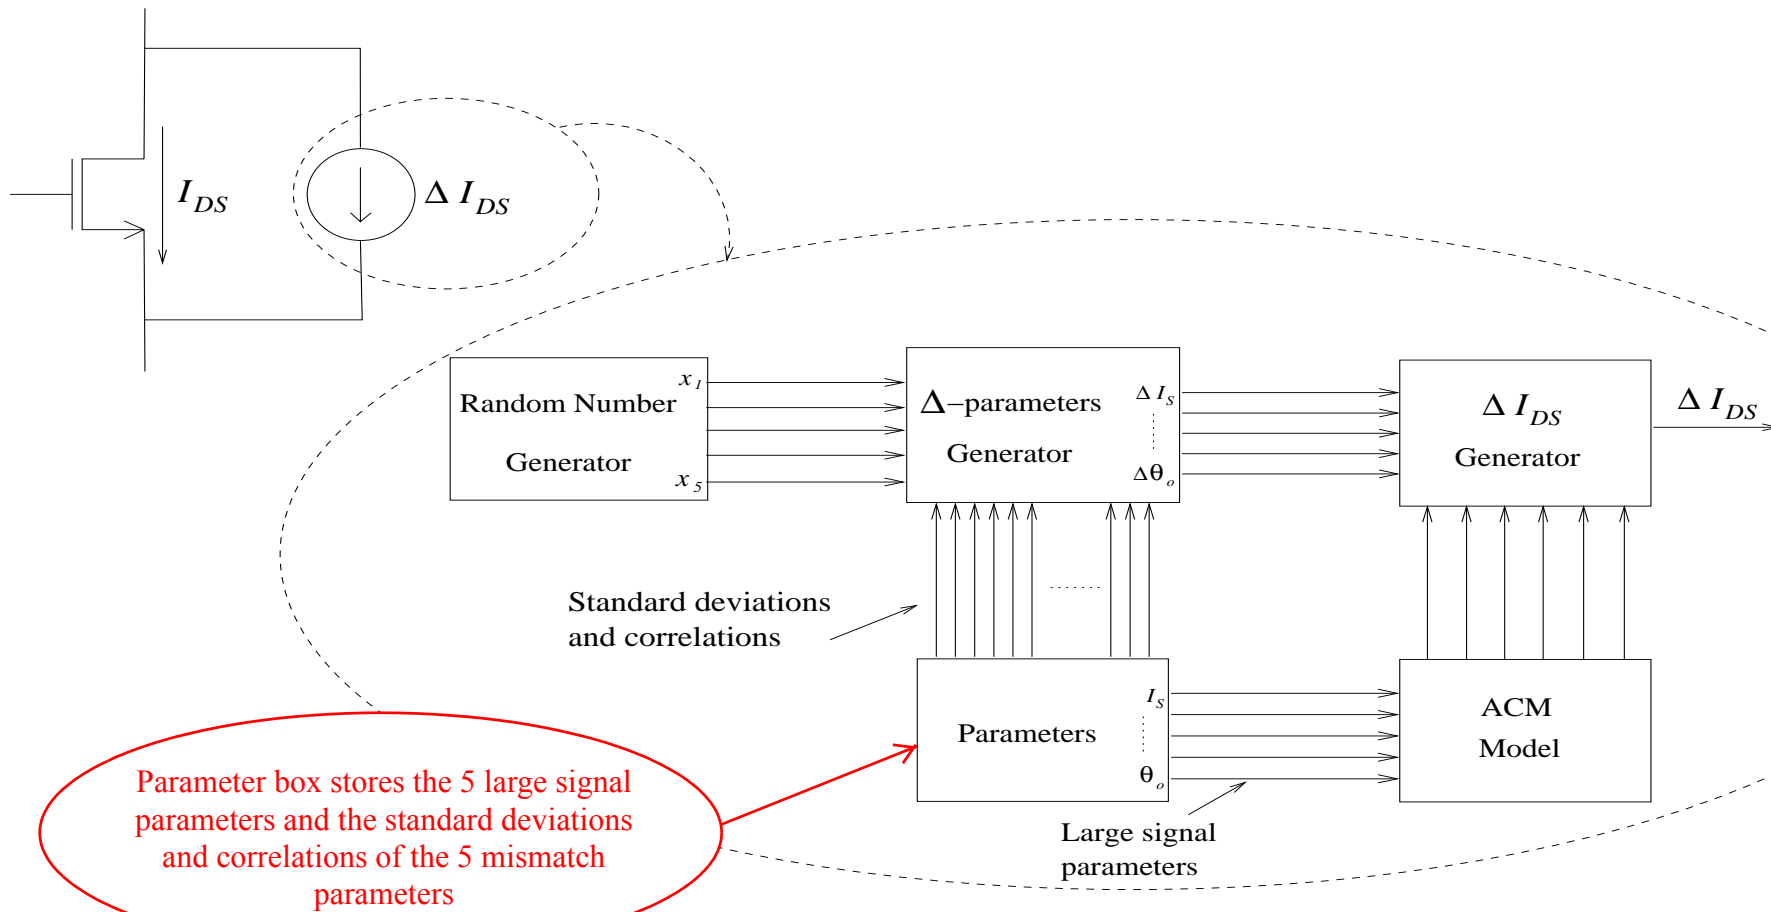 I_DS
Δ I_DS
x_1
Random Number
Generator
x_5
Δ–parameters
Generator
Δ I_S
Δθ_o
Δ I_DS
Generator
Δ I_DS
Standard deviations
and correlations
Parameters
I_S
θ_o
ACM
Model
Large signal
parameters
Parameter box stores the 5 large signal
parameters and the standard deviations
and correlations of the 5 mismatch
parameters